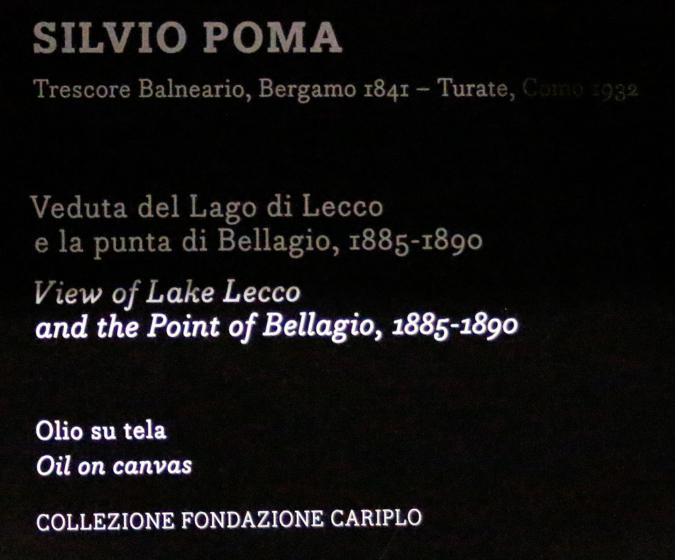 SILVIO POMA
Trescore Balneario, Bergamo 1841 – Turate, Como 1932
Veduta del Lago di Lecco
e la punta di Bellagio, 1885-1890
View of Lake Lecco
and the Point of Bellagio, 1885-1890
Olio su tela
Oil on canvas
COLLEZIONE FONDAZIONE CARIPLO